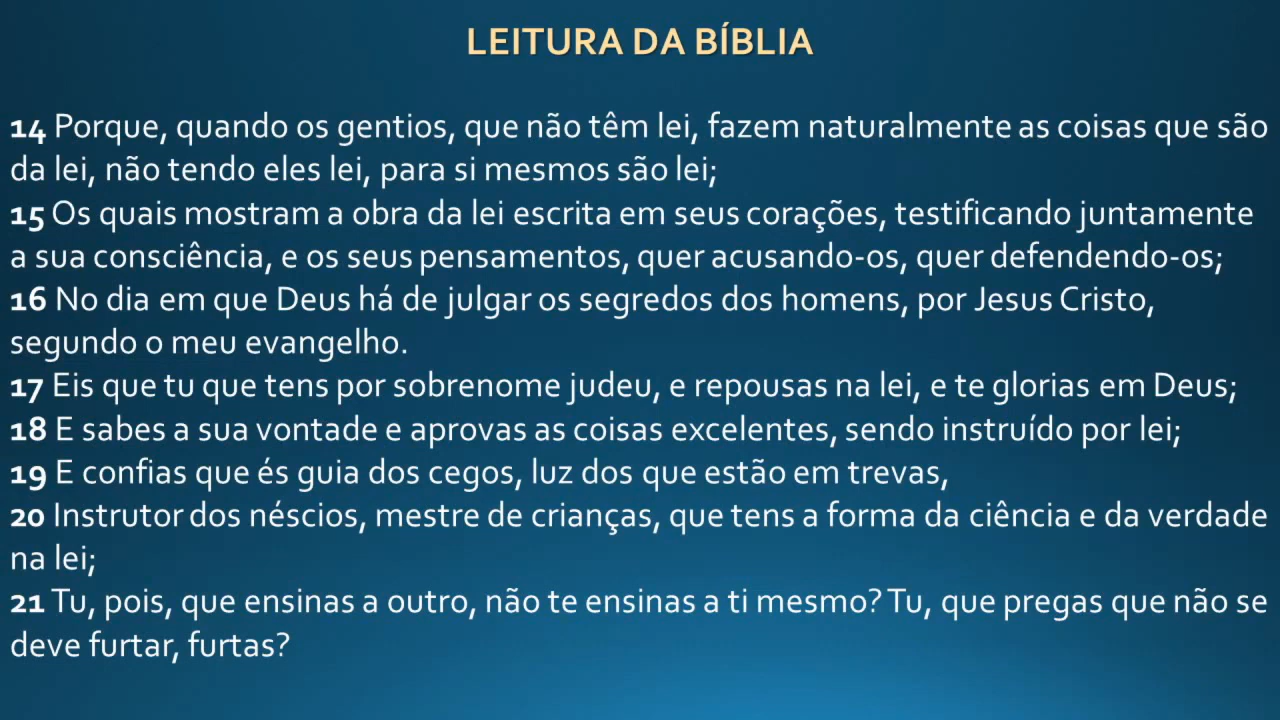 LEITURA DA BÍBLIA
14 Porque, quando os gentios, que não têm lei, fazem naturalmente as coisas que são
da lei, não tendo eles lei, para si mesmos são lei;
15 Os quais mostram a obra da lei escrita em seus corações, testificando juntamente
a sua consciência, e os seus pensamentos, quer acusando-os, quer defendendo-os;
16 No dia em que Deus há de julgar os segredos dos homens, por Jesus Cristo,
segundo o meu evangelho.
17 Eis que tu que tens por sobrenome judeu, e repousas na lei, e te glorias em Deus;
18 E sabes a sua vontade e aprovas as coisas excelentes, sendo instruído por lei;
19 E confias que és guia dos cegos, luz dos que estão em trevas,
20 Instrutor dos néscios, mestre de crianças, que tens a forma da ciência e da verdade
na lei;
21 Tu, pois, que ensinas a outro, não te ensinas a ti mesmo? Tu, que pregas que não se
deve furtar, furtas?